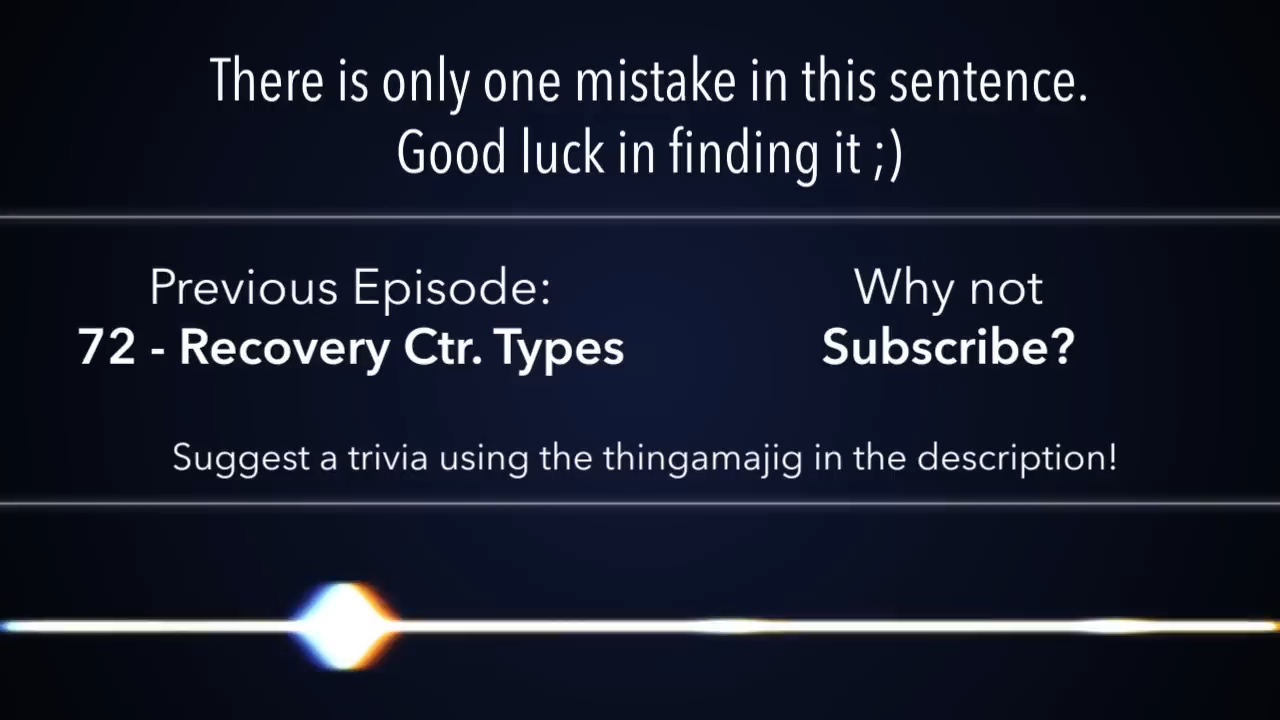 There is only one mistake in this sentence.
Good luck in finding it ;)
Previous Episode:
72 - Recovery Ctr. Types
Why not
Subscribe?
Suggest a trivia using the thingamajig in the description!